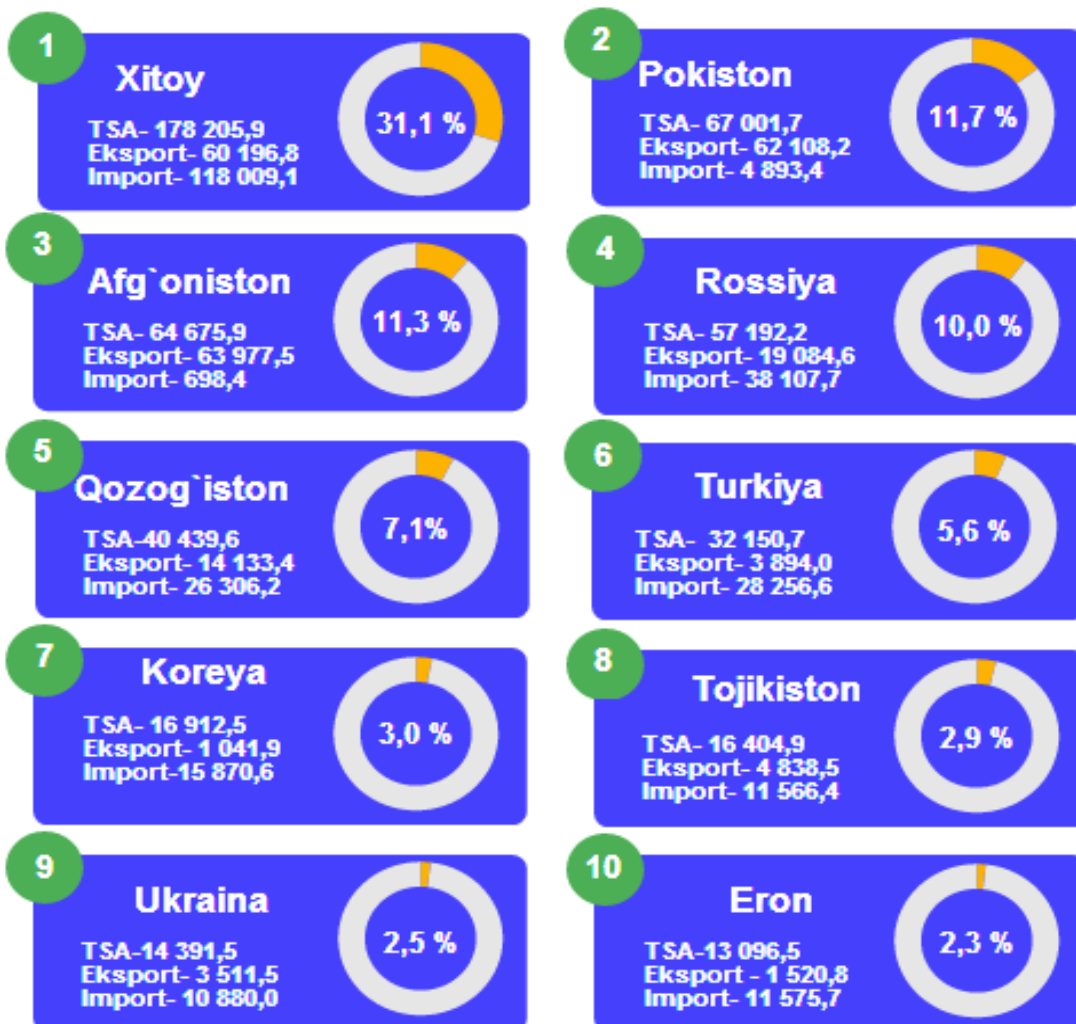 1
Xitoy
TSA- 178 205,9
Eksport- 60 196,8
Import- 118 009,1
31,1 %
2
Pokiston
TSA- 67 001,7
Eksport- 62 108,2
Import- 4 893,4
11,7 %
3
Afg`oniston
TSA- 64 675,9
Eksport- 63 977,5
Import- 698,4
11,3 %
4
Rossiya
TSA- 57 192,2
Eksport- 19 084,6
Import- 38 107,7
10,0 %
5
Qozog`iston
TSA-40 439,6
Eksport- 14 133,4
Import- 26 306,2
7,1%
6
Turkiya
TSA- 32 150,7
Eksport- 3 894,0
Import- 28 256,6
5,6 %
7
Koreya
TSA- 16 912,5
Eksport- 1 041,9
Import-15 870,6
3,0 %
8
Tojikiston
TSA- 16 404,9
Eksport- 4 838,5
Import- 11 566,4
2,9 %
9
Ukraina
TSA-14 391,5
Eksport- 3 511,5
Import- 10 880,0
2,5 %
10
Eron
TSA-13 096,5
Eksport - 1 520,8
Import- 11 575,7
2,3 %